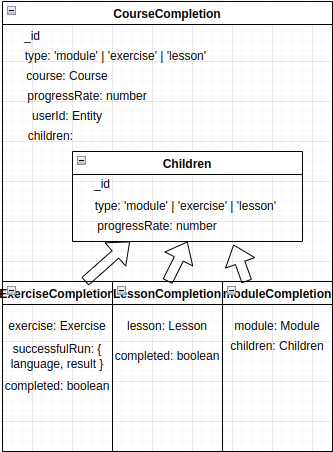 CourseCompletion
_id
type: 'module' | 'exercise' | 'lesson'
course: Course
progressRate: number
userId: Entity
children:
Children
_id
type: 'module' | 'exercise' | 'lesson'
progressRate: number
ExerciseCompletion
exercise: Exercise
successfulRun: {
language, result }
completed: boolean
LessonCompletion
lesson: Lesson
completed: boolean
moduleCompletion
module: Module
children: Children